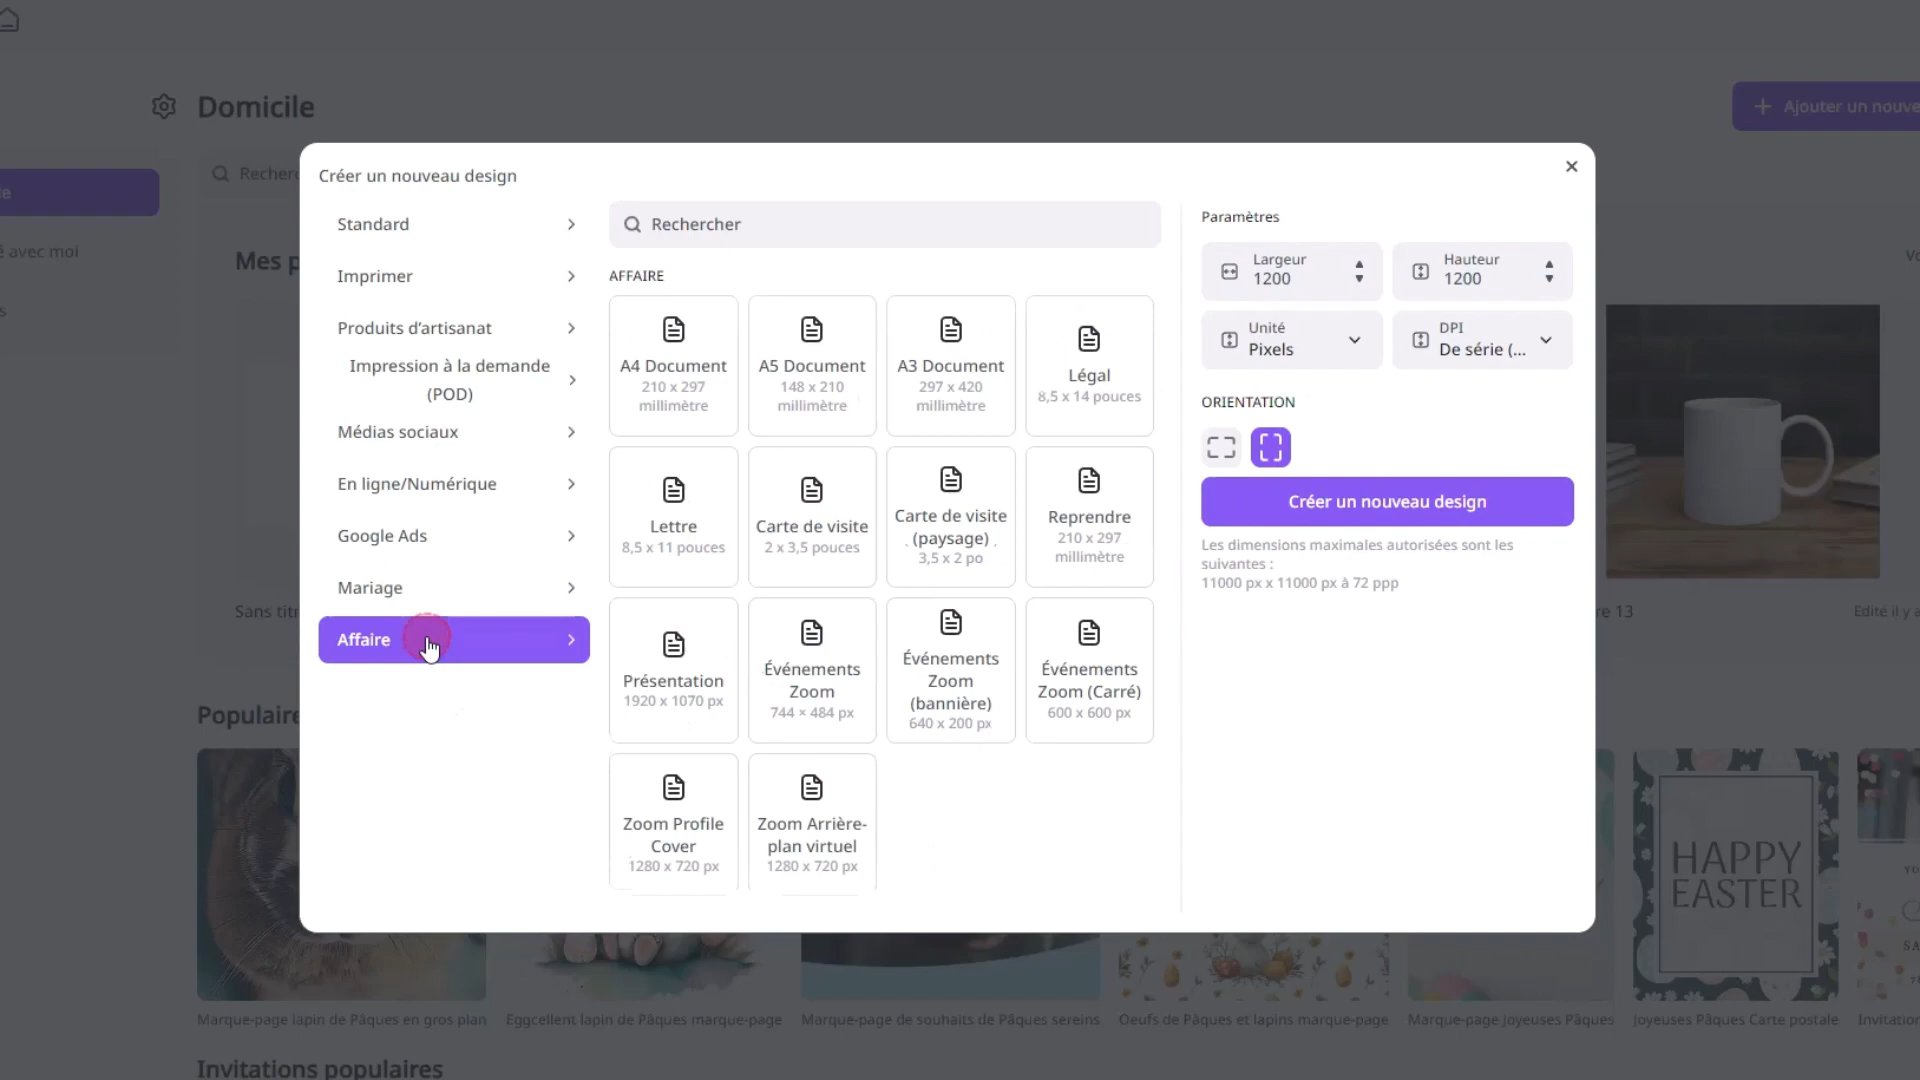 Domicile
Ajouter un nouve
Recher
le
é avec moi
s
Mes p
Sans tit
re 13
Edité il y a
Vo
Créer un nouveau design
Standard
Imprimer
Produits d'artisanat
Impression à la demande
(POD)
Médias sociaux
En ligne/Numérique
Google Ads
Mariage
Affaire
Rechercher
AFFAIRE
A4 Document
210 x 297
millimètre
A5 Document
148 x 210
millimètre
A3 Document
297 x 420
millimètre
Légal
8,5 x 14 pouces
Lettre
8,5 x 11 pouces
Carte de visite
2 x 3,5 pouces
Carte de visite
(paysage)
3,5 x 2 po
Reprendre
210 x 297
millimètre
Présentation
1920 x 1070 px
Événements
Zoom
744 × 484 px
Événements
Zoom
(bannière)
640 x 200 px
Événements
Zoom (Carré)
600 x 600 px
Zoom Profile
Cover
1280 x 720 px
Zoom Arrière-
plan virtuel
1280 x 720 px
Paramètres
Largeur
1200
Hauteur
1200
Unité
Pixels
DPI
De série (...
ORIENTATION
Créer un nouveau design
Les dimensions maximales autorisées sont les
suivantes :
11000 px x 11000 px à 72 ppp
Populaire
HAPPY
EASTER
Marque-page lapin de Pâques en gros plan
Eggcellent lapin de Pâques marque-page
Marque-page de souhaits de Pâques sereins
Oeufs de Pâques et lapins marque-page
Marque-page Joyeuses Pâques
Joyeuses Pâques Carte postale
Invitation
Invitations populaires